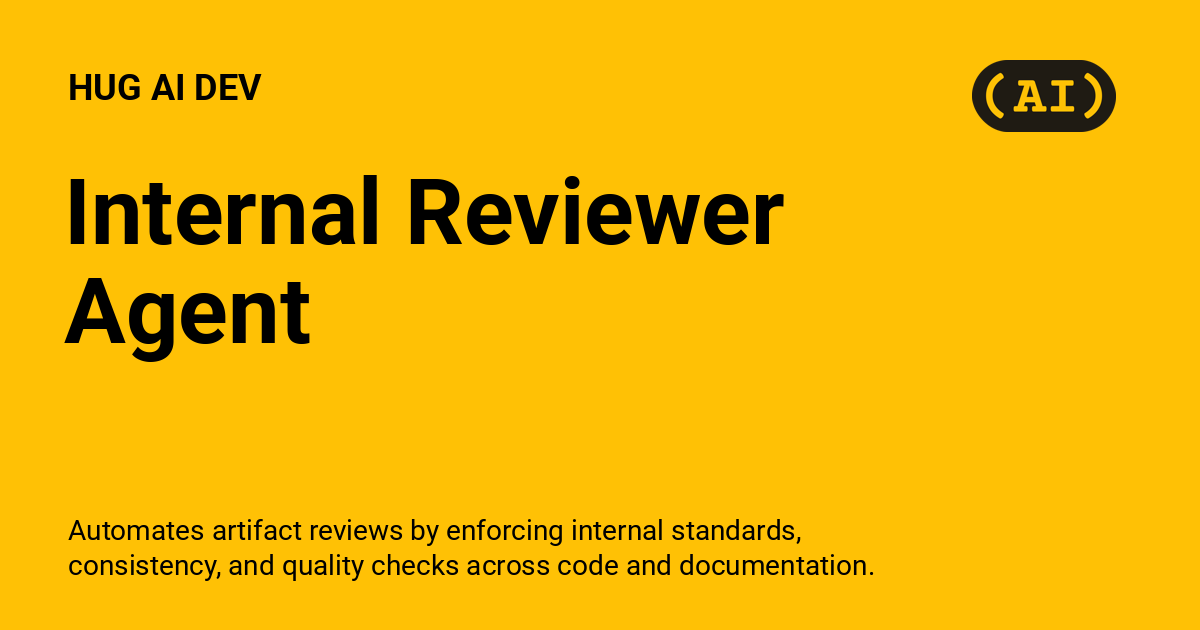 HUG AI DEV
(AI)
Internal Reviewer
Agent
Automates artifact reviews by enforcing internal standards,
consistency, and quality checks across code and documentation.